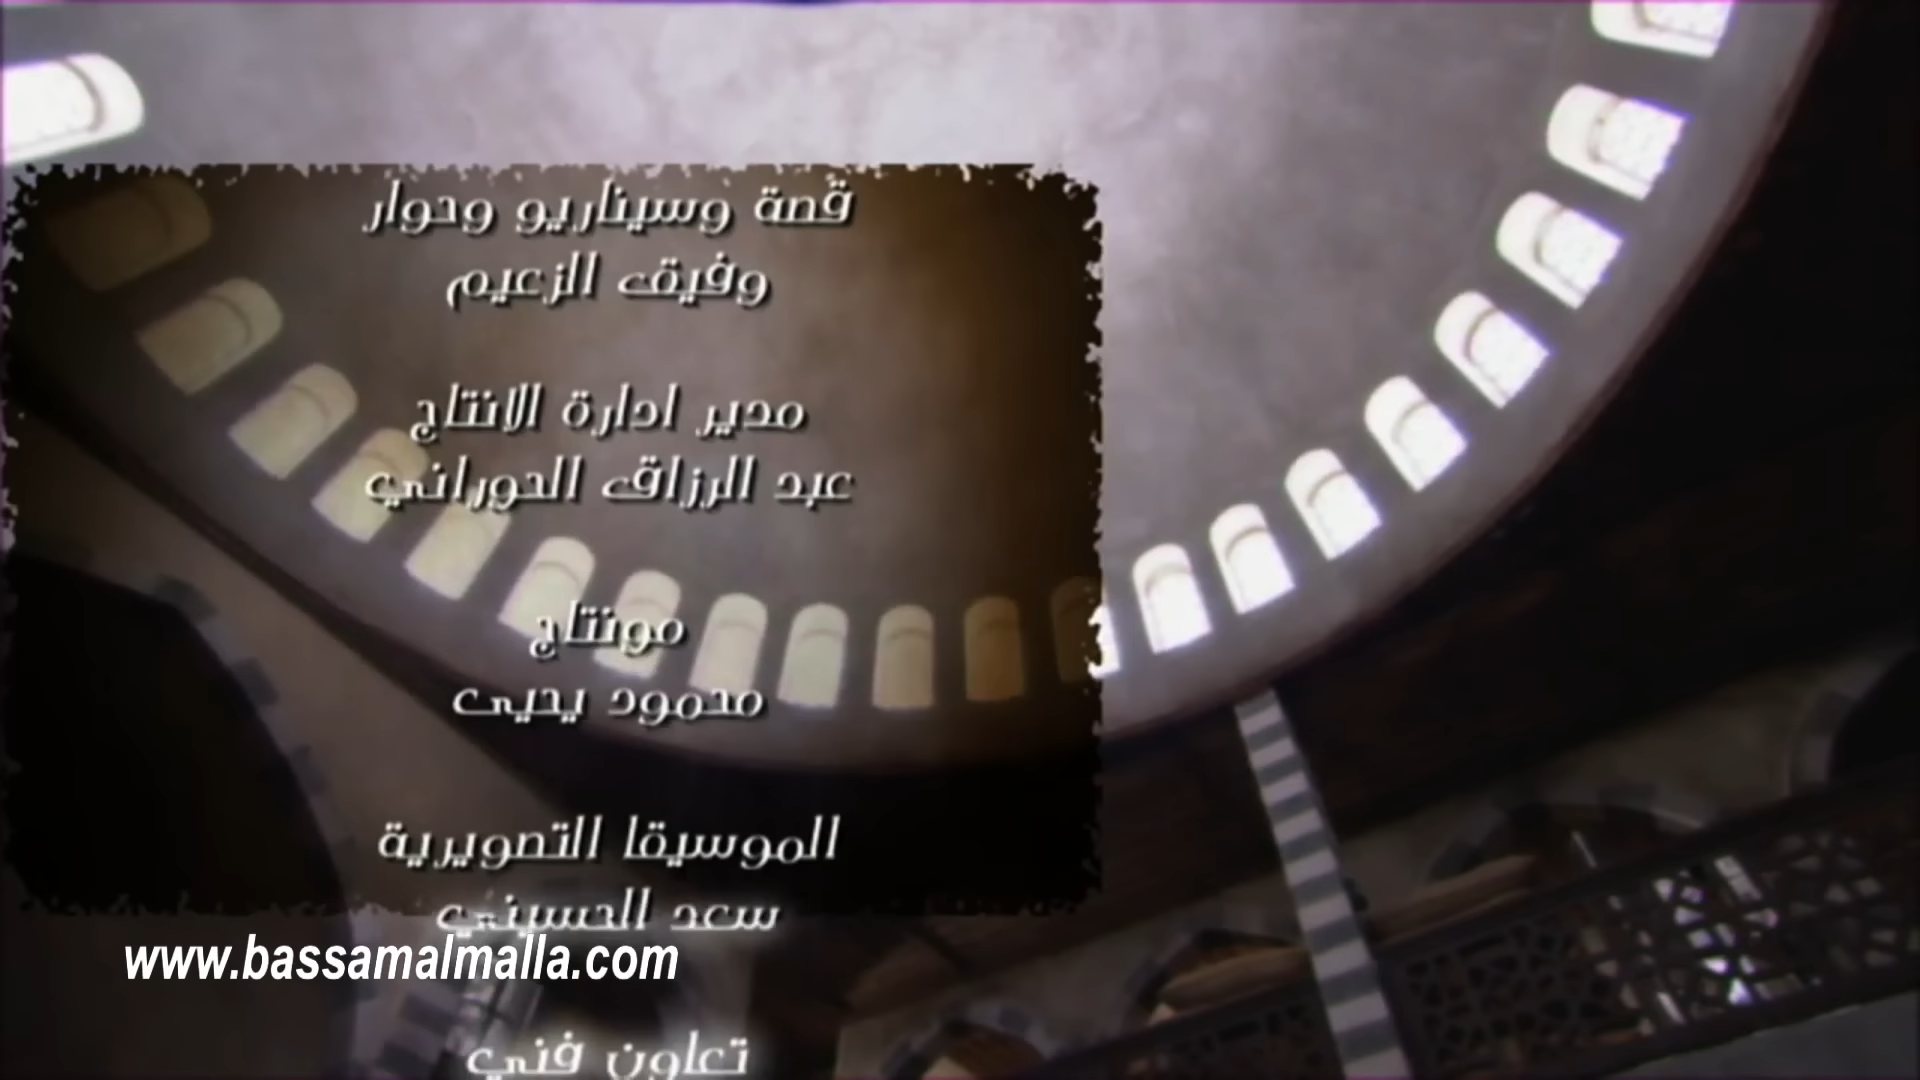 قصة وسيناريو وحوار
وفيق الزعيم
مدير ادارة الانتاج
عبد الرزاق الحوراني
مونتاج
محمود يحيى
الموسيقا التصويرية
سعد الحسيني
www.bassamalmalla.com
تعاون فني